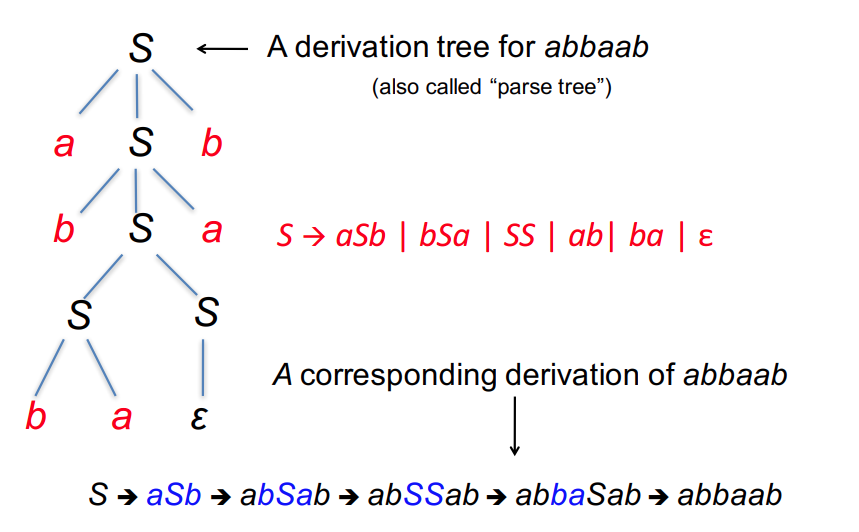 S ← A derivation tree for abbaab
(also called “parse tree”)
a S b
b S a S → aSb | bSa | SS | ab| ba | ε
S S
A corresponding derivation of abbaab
b a ε
S → aSb → abSab → abSSab → abbaSab → abbaab